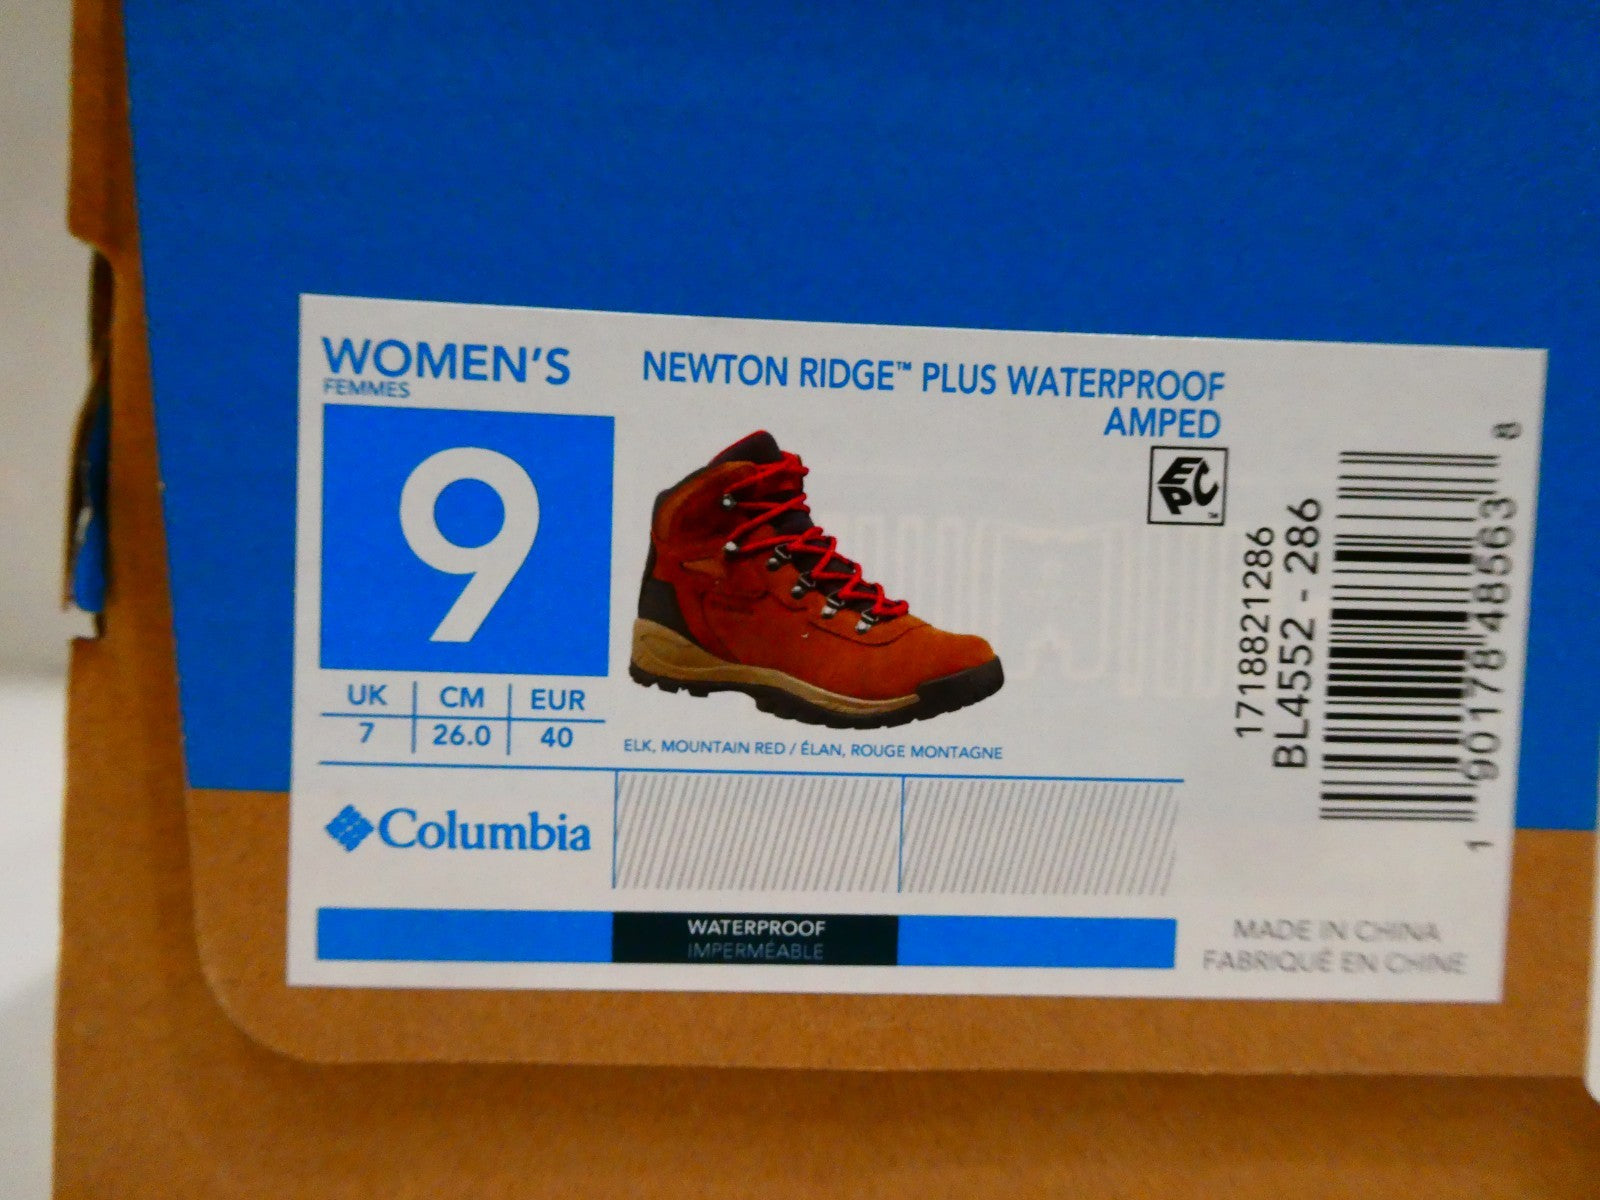 WOMEN'S
FEMMES
9
UK CM EUR
7 26.0 40
NEWTON RIDGE™ PLUS WATERPROOF
AMPED
EPC
ELK, MOUNTAIN RED / ÉLAN, ROUGE MONTAGNE
Columbia
WATERPROOF
IMPERMÉABLE
1718821286
BL4552 - 286
1 90178 48563 8
MADE IN CHINA
FABRIQUÉ EN CHINE